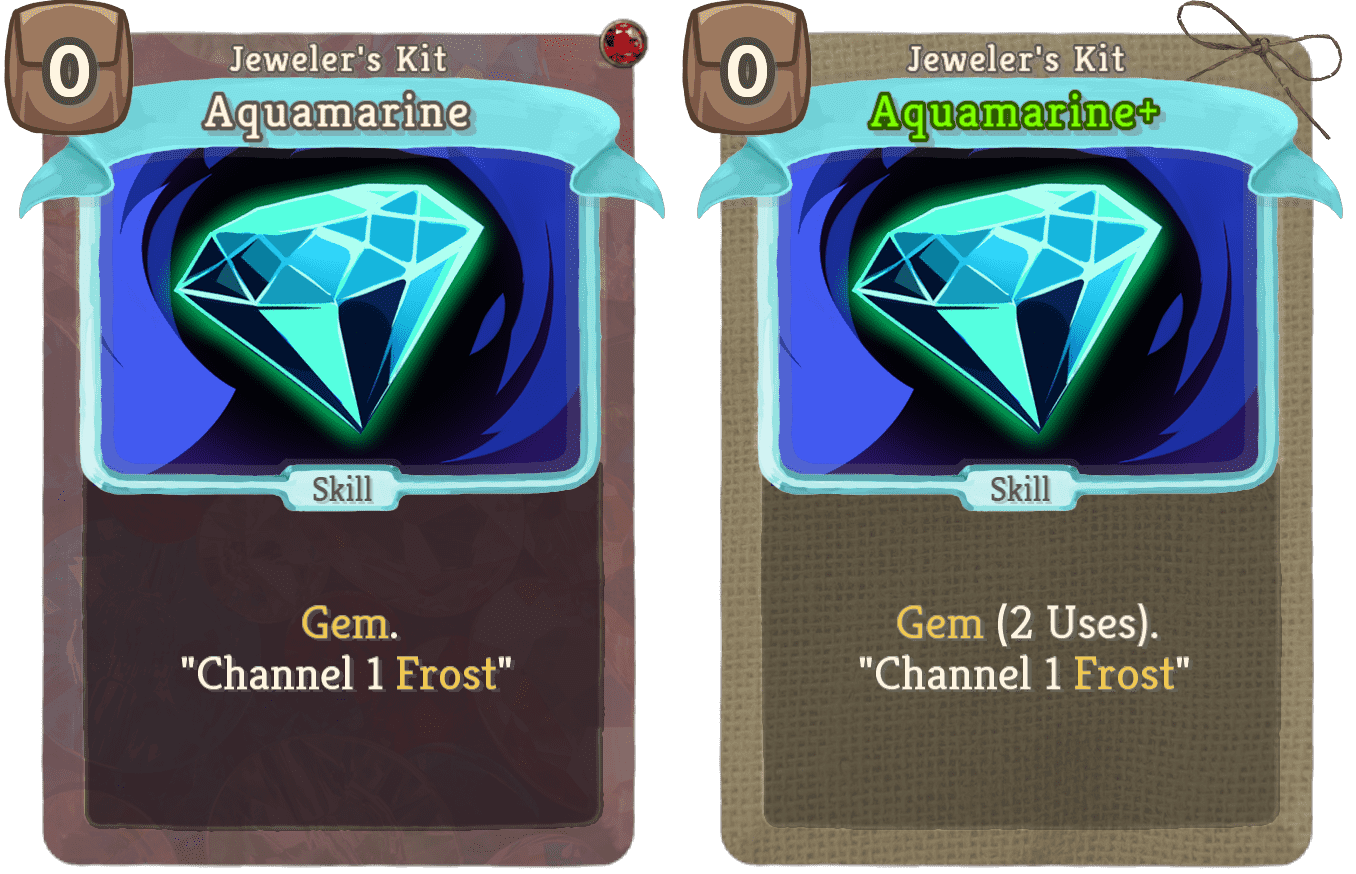 0
Jeweler's Kit
Aquamarine
Skill
Gem.
"Channel 1 Frost"
0
Jeweler's Kit
Aquamarine+
Skill
Gem (2 Uses).
"Channel 1 Frost"